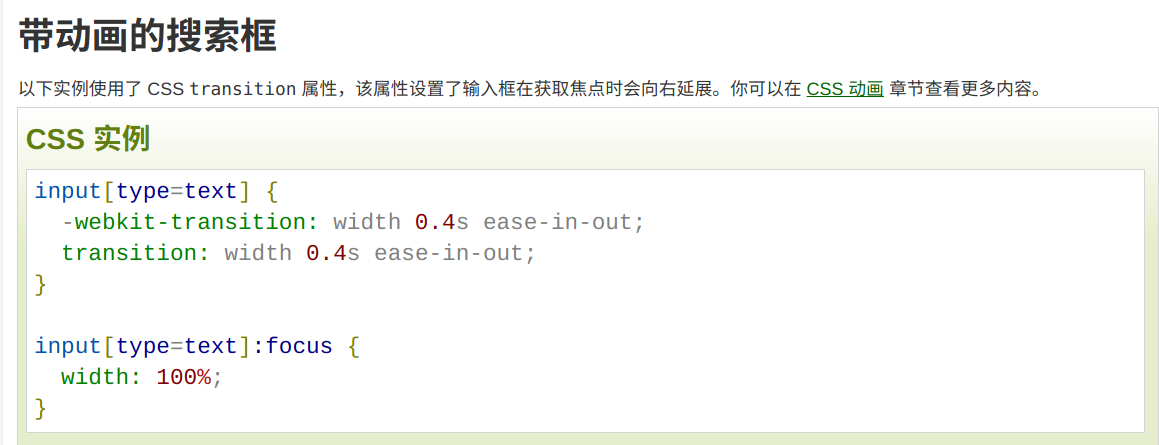 带动画的搜索框
以下实例使用了 CSS transition 属性，该属性设置了输入框在获取焦点时会向右延展。你可以在 CSS 动画 章节查看更多内容。
CSS 实例
input[type=text] {
  -webkit-transition: width 0.4s ease-in-out;
  transition: width 0.4s ease-in-out;
}

input[type=text]:focus {
  width: 100%;
}